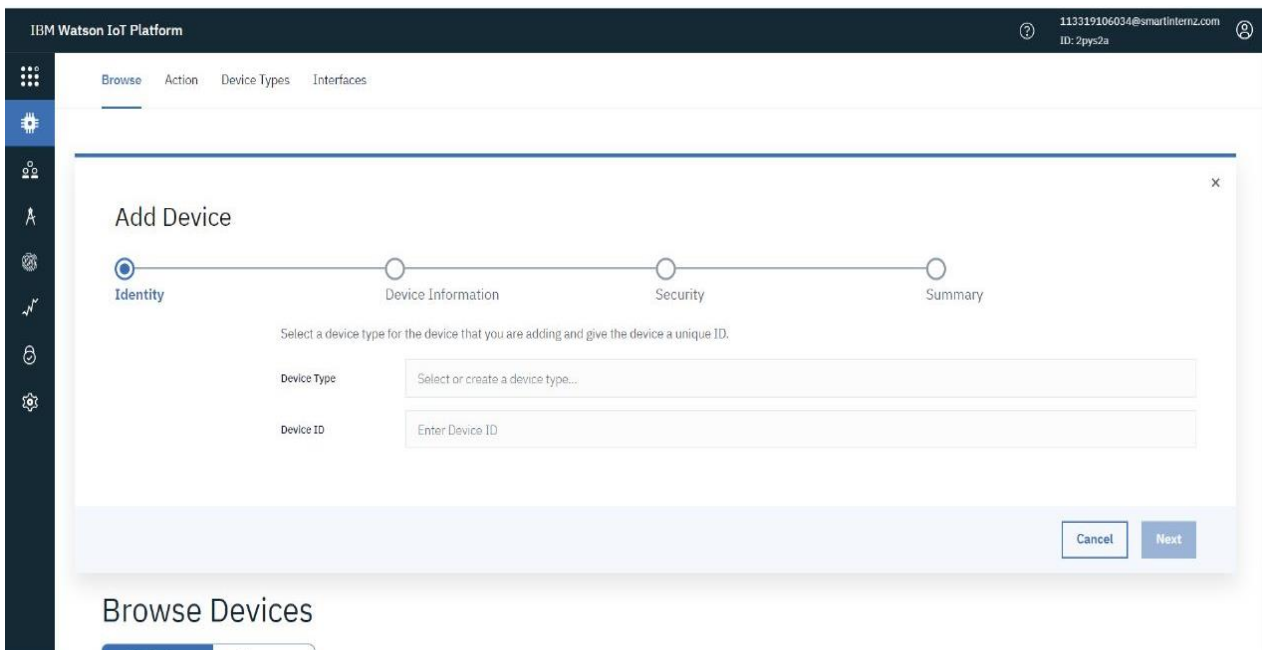 IBM Watson IoT Platform
113319106034@smartinternz.com
ID: 2pys2a
Browse Action Device Types Interfaces
Add Device
Identity Device Information Security Summary
Select a device type for the device that you are adding and give the device a unique ID.
Device Type Select or create a device type...
Device ID Enter Device ID
Cancel Next
Browse Devices